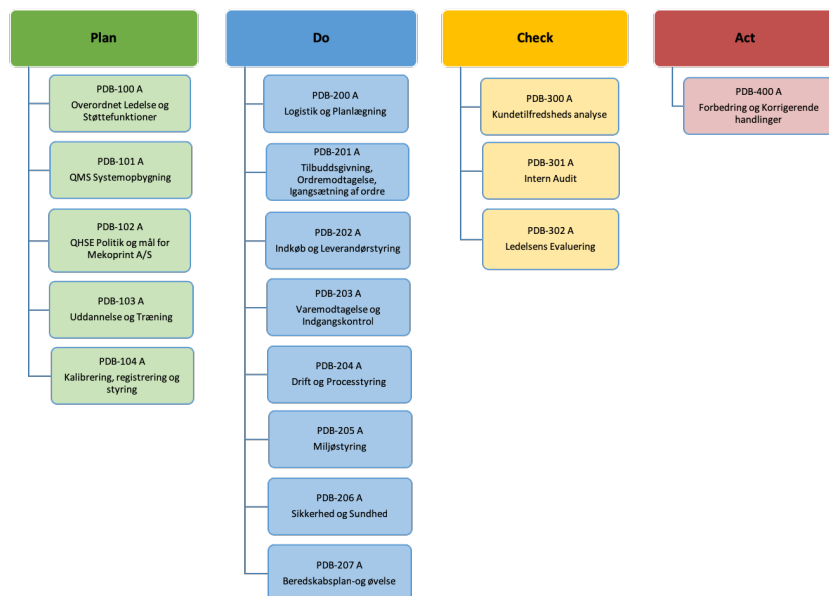 Plan
PDB-100 A
Overordnet Ledelse og
Støttefunktioner
PDB-101 A
QMS Systemopbygning
PDB-102 A
QHSE Politik og mål for
Mekoprint A/S
PDB-103 A
Uddannelse og Træning
PDB-104 A
Kalibrering, registrering og
styring
Do
PDB-200 A
Logistik og Planlægning
PDB-201 A
Tilbuddsgivning,
Ordremodtagelse,
Igangsætning af ordre
PDB-202 A
Indkøb og Leverandørstyring
PDB-203 A
Varemodtagelse og
Indgangskontrol
PDB-204 A
Drift og Processtyring
PDB-205 A
Miljøstyring
PDB-206 A
Sikkerhed og Sundhed
PDB-207 A
Beredskabsplan-og øvelse
Check
PDB-300 A
Kundetilfredsheds analyse
PDB-301 A
Intern Audit
PDB-302 A
Ledelsens Evaluering
Act
PDB-400 A
Forbedring og Korrigerende
handlinger